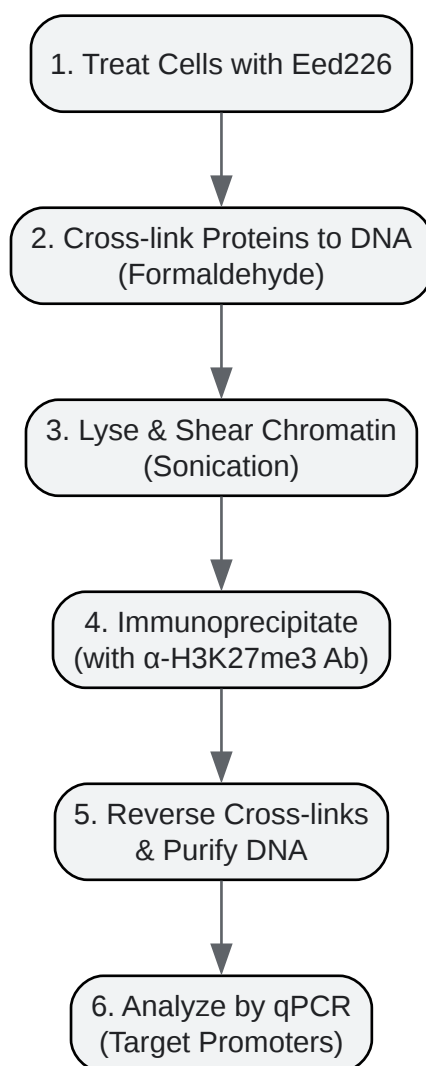 1. Treat Cells with Eed226
2. Cross-link Proteins to DNA
(Formaldehyde)
3. Lyse & Shear Chromatin
(Sonication)
4. Immunoprecipitate
(with α-H3K27me3 Ab)
5. Reverse Cross-links
& Purify DNA
6. Analyze by qPCR
(Target Promoters)